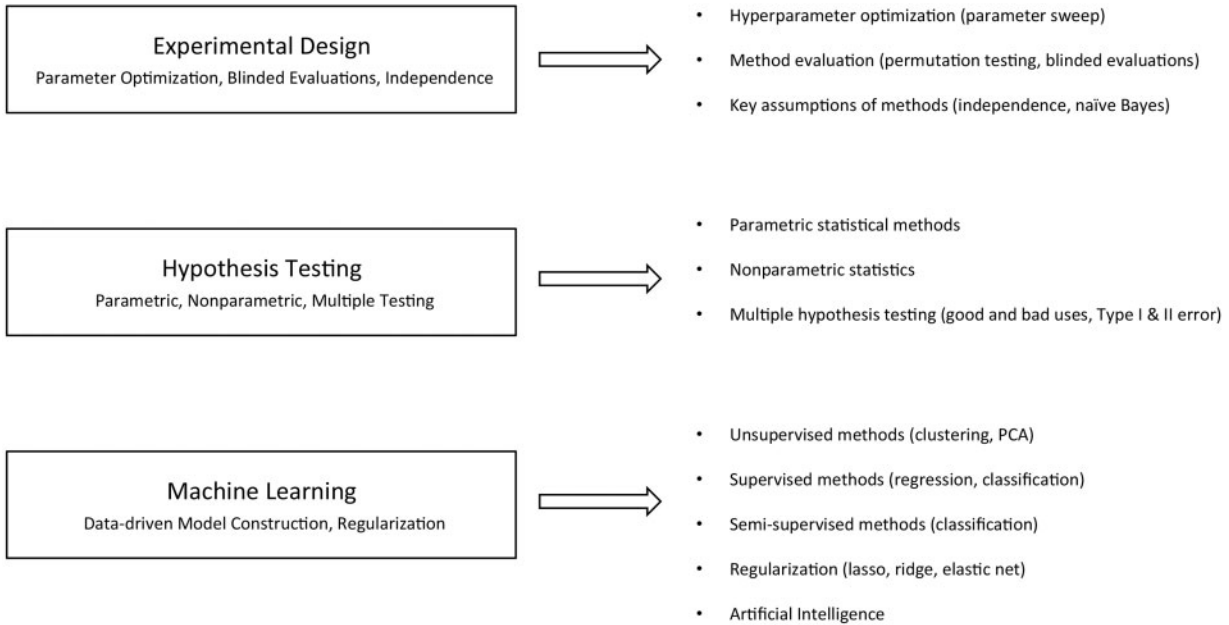 Experimental Design
Parameter Optimization, Blinded Evaluations, Independence
• Hyperparameter optimization (parameter sweep)
• Method evaluation (permutation testing, blinded evaluations)
• Key assumptions of methods (independence, naïve Bayes)
Hypothesis Testing
Parametric, Nonparametric, Multiple Testing
• Parametric statistical methods
• Nonparametric statistics
• Multiple hypothesis testing (good and bad uses, Type I & II error)
Machine Learning
Data-driven Model Construction, Regularization
• Unsupervised methods (clustering, PCA)
• Supervised methods (regression, classification)
• Semi-supervised methods (classification)
• Regularization (lasso, ridge, elastic net)
• Artificial Intelligence